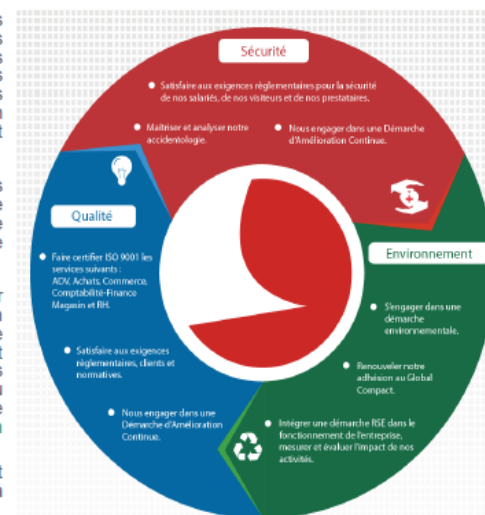 Sécurité
Satisfaire aux exigences règlementaires pour la sécurité
de nos salariés, de nos visiteurs et de nos prestataires.
Maîtriser et analyser notre
accidentologie.
Nous engager dans une Démarche
d'Amélioration Continue.
Qualité
Faire certifier ISO 9001 les
services suivants :
ADV, Achats, Commerce,
Comptabilité-Finance
Magasin et RH.
Satisfaire aux exigences
règlementaires, clients et
normatives.
Nous engager dans une
Démarche d'Amélioration
Continue.
Environnement
S'engager dans une
démarche
environnementale.
Renouveler notre
adhésion au Global
Compact.
Intégrer une démarche RSE dans le
fonctionnement de l'entreprise,
mesurer et évaluer l'impact de nos
activités.